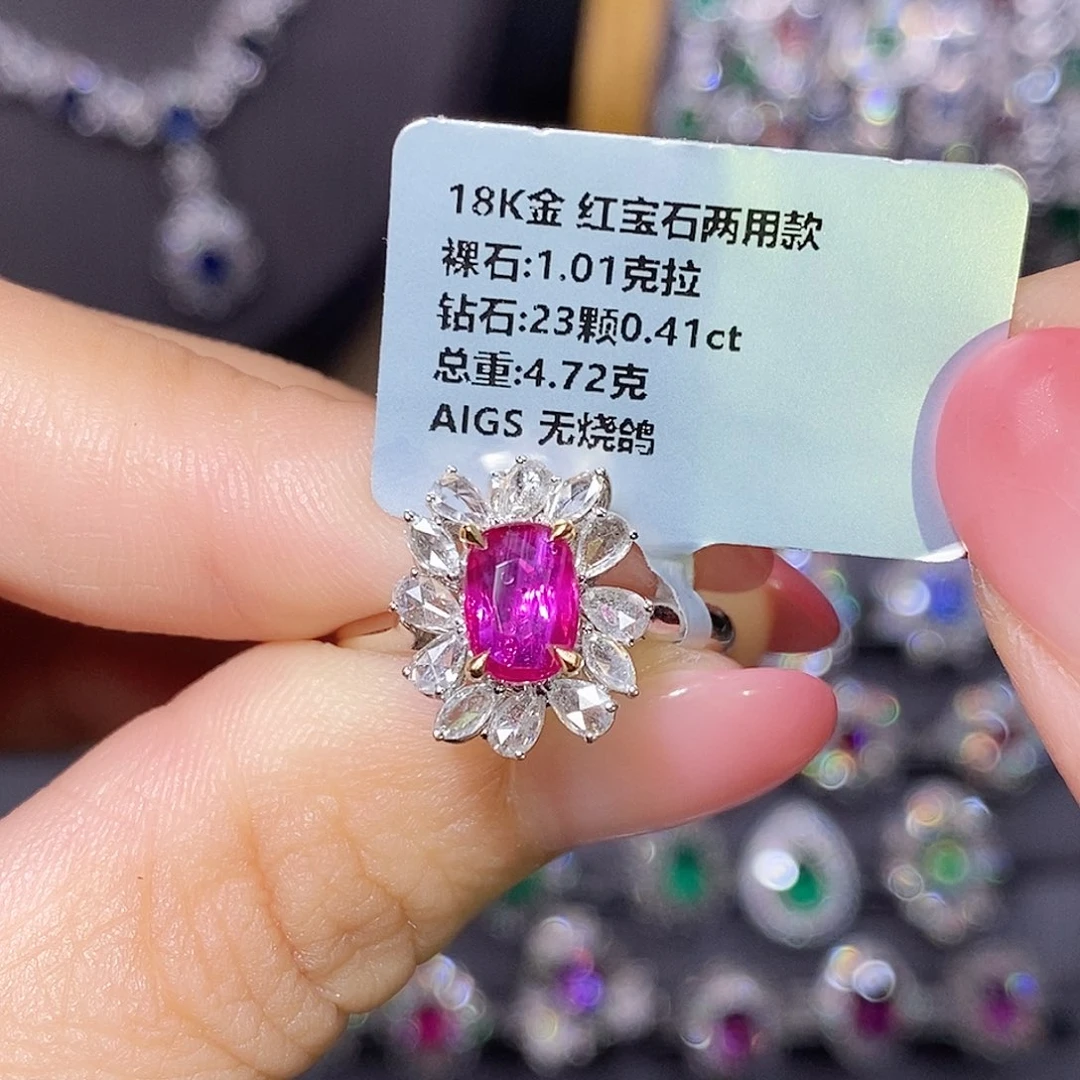 18K金 红宝石两用款
裸石:1.01克拉
钻石:23颗0.41ct
总重:4.72克
AIGS 无烧鸽